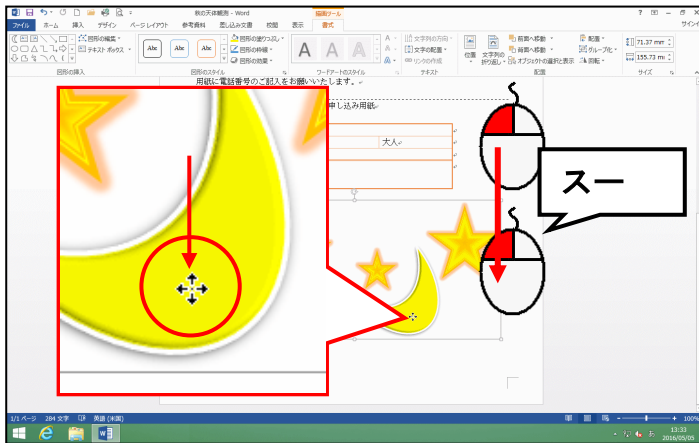 秋の天体観測 - Word
描画ツール
ファイル ホーム 挿入 デザイン ページ レイアウト 参考資料 差し込み文書 校閲 表示 書式 サインイ
図形の編集
テキスト ボックス
図形の挿入
Abc Abc Abc
図形の塗りつぶし
図形の枠線
図形の効果
図形のスタイル
A A A
ワードアートのスタイル
文字列の方向
文字の配置
リンクの作成
テキスト
位置 文字列の折り返し
前面へ移動
背面へ移動
オブジェクトの選択と表示
配置
グループ化
回転
配置
71.37 mm
155.73 mm
サイズ
用紙に電話番号のご記入をお願いいたします。
申し込み用紙
大人
スー
1/1 ページ 284 文字 英語 (米国)
100%
あ
13:33
2016/05/05